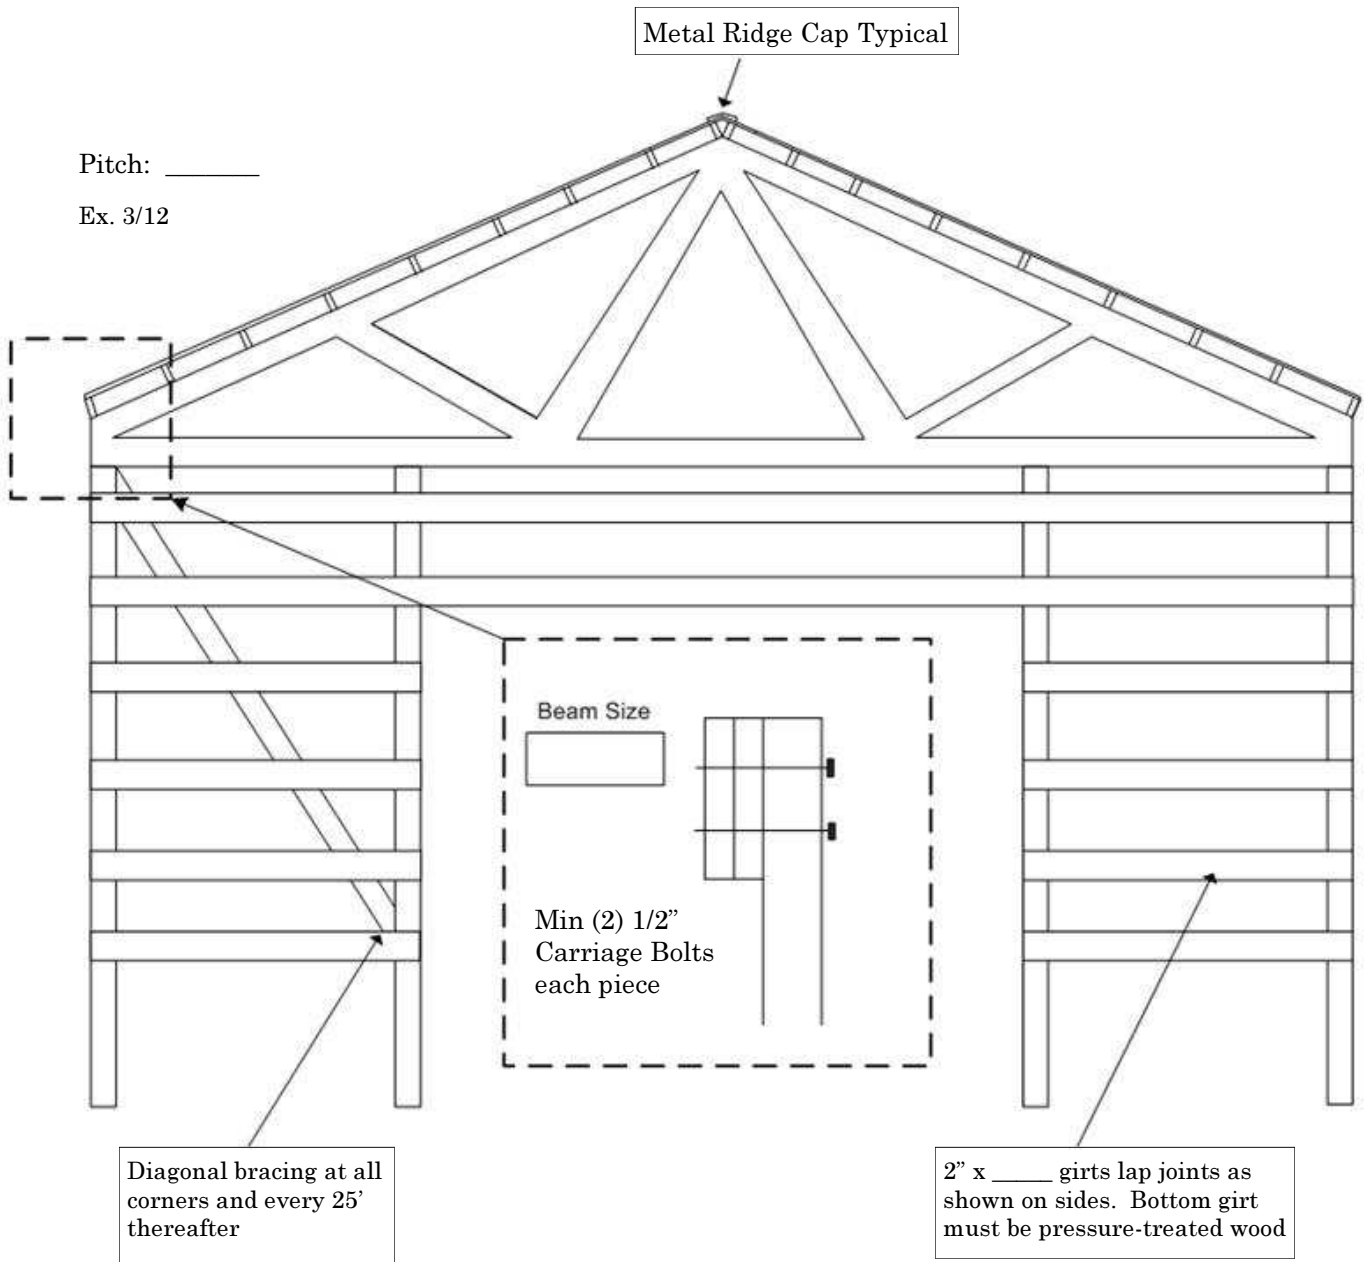 Metal Ridge Cap Typical
Pitch: _______
Ex. 3/12
Beam Size
Min (2) 1/2”
Carriage Bolts
each piece
Diagonal bracing at all
corners and every 25’
thereafter
2” x _____ girts lap joints as
shown on sides.  Bottom girt
must be pressure-treated wood